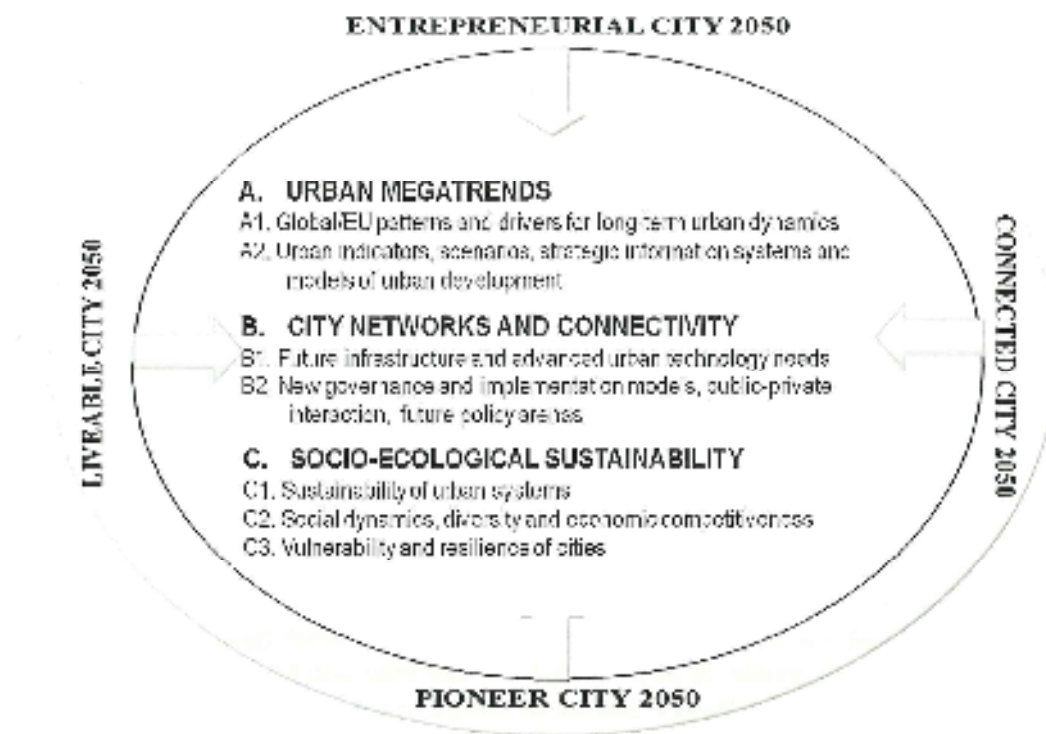 ENTREPRENEURIAL CITY 2050
LIVEABLE CITY 2050
A. URBAN MEGATRENDS
A1. Global/EU patterns and drivers for long-term urban dynamics
A2. Urban indicators, scenarios, strategic information systems and
models of urban development
B. CITY NETWORKS AND CONNECTIVITY
B1. Future infrastructure and advanced urban technology needs
B2. New governance and implementation models, public-private
interaction, future policy arenas
C. SOCIO-ECOLOGICAL SUSTAINABILITY
C1. Sustainability of urban systems
C2. Social dynamics, diversity and economic competitiveness
C3. Vulnerability and resilience of cities
CONNECTED CITY 2050
PIONEER CITY 2050